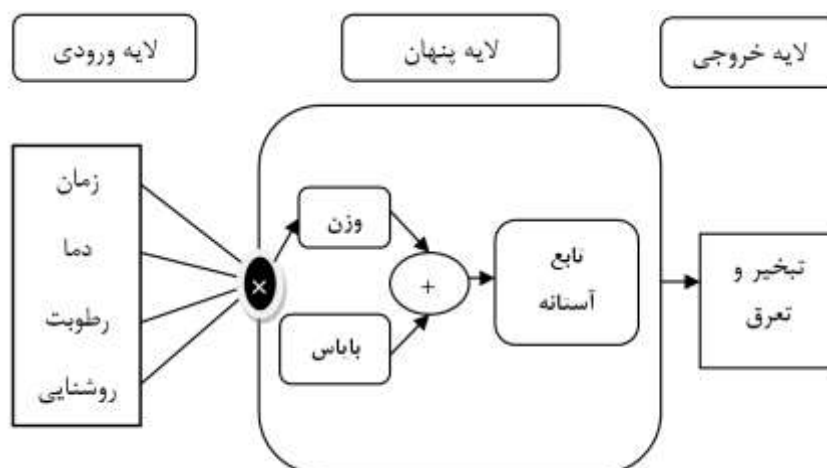 لایه ورودی
لایه پنهان
لایه خروجی
زمان
دما
رطوبت
روشنایی
×
وزن
بایاس
+
تابع
آستانه
تبخیر و
تعرق